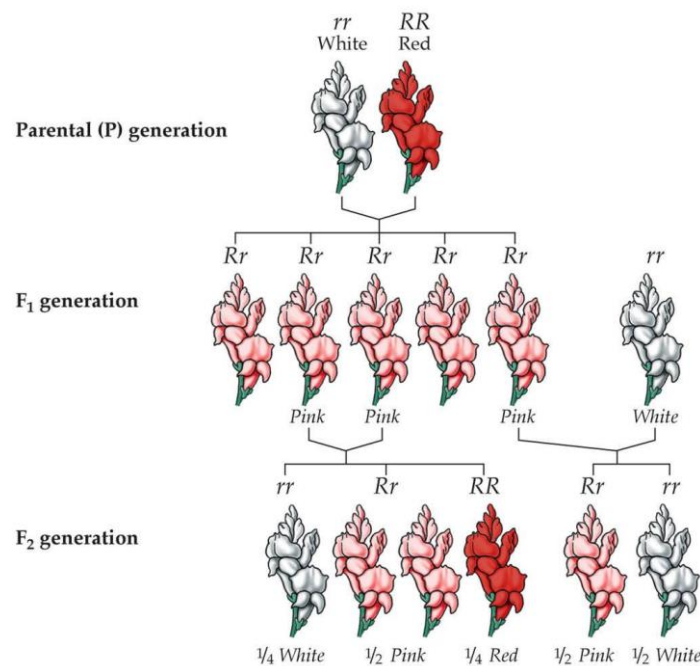 rr RR
White Red
Parental (P) generation
Rr Rr Rr Rr Rr rr
F₁ generation
Pink Pink Pink White
rr Rr RR Rr rr
F₂ generation
1/4 White 1/2 Pink 1/4 Red 1/2 Pink 1/2 White